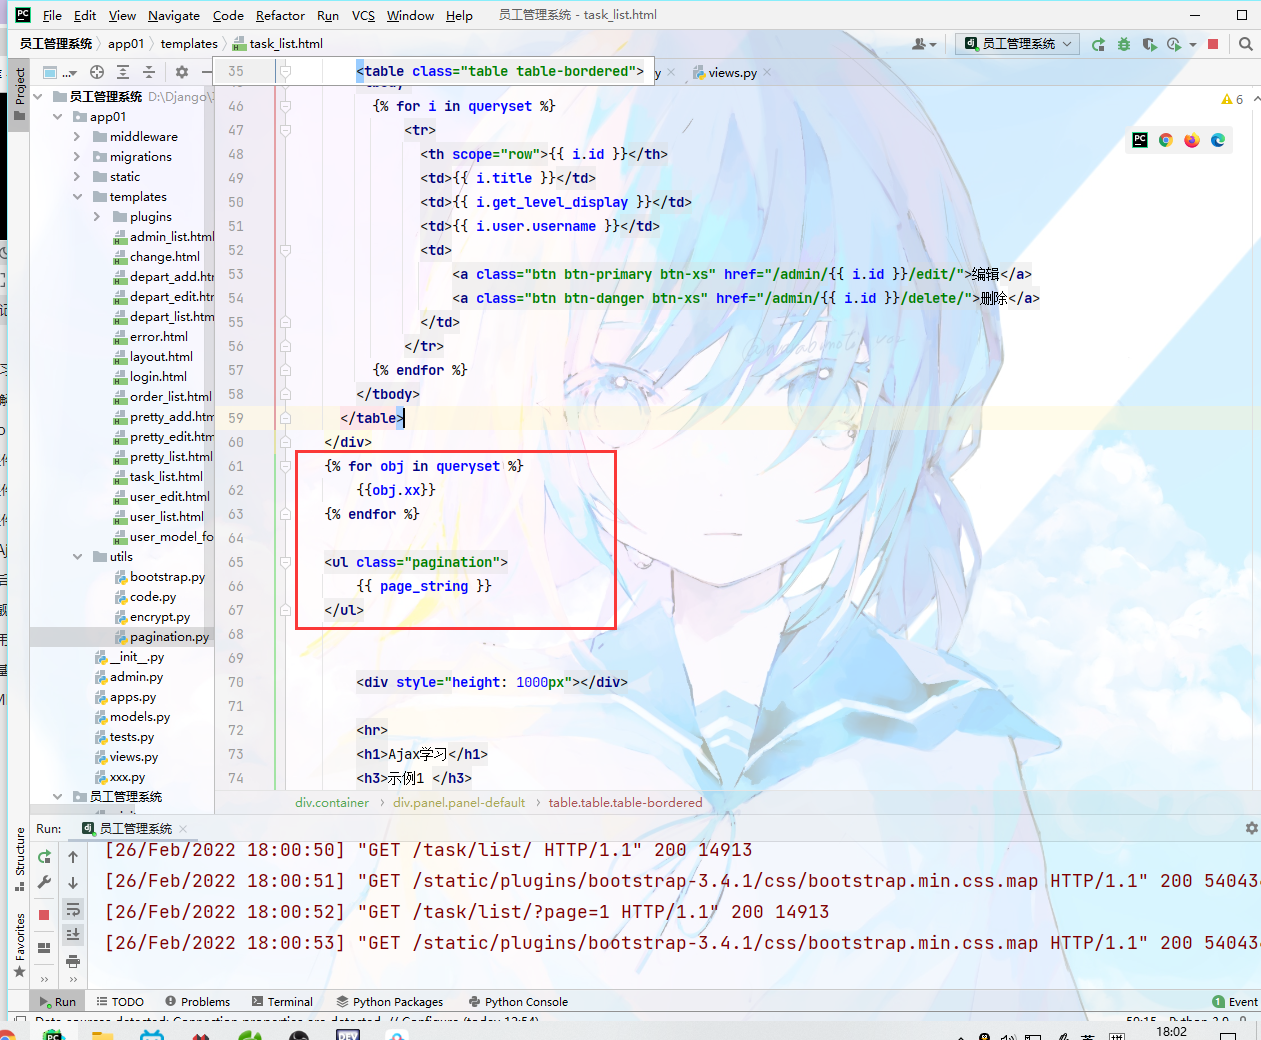 File Edit View Navigate Code Refactor Run VCS Window Help 员工管理系统 - task_list.html
员工管理系统 app01 templates task_list.html 员工管理系统
35 <table class="table table-bordered"> views.py
Project
员工管理系统 D:\Django\
app01
middleware
migrations
static
templates
plugins
admin_list.html
change.html
depart_add.htm
depart_edit.htm
depart_list.htm
error.html
layout.html
login.html
order_list.html
pretty_add.htm
pretty_edit.htm
pretty_list.html
task_list.html
user_edit.html
user_list.html
user_model_fo
utils
bootstrap.py
code.py
encrypt.py
pagination.py
__init__.py
admin.py
apps.py
models.py
tests.py
views.py
xxx.py
员工管理系统
6
46 {% for i in queryset %}
47 <tr>
48 <th scope="row">{{ i.id }}</th>
49 <td>{{ i.title }}</td>
50 <td>{{ i.get_level_display }}</td>
51 <td>{{ i.user.username }}</td>
52 <td>
53 <a class="btn btn-primary btn-xs" href="/admin/{{ i.id }}/edit/">编辑</a>
54 <a class="btn btn-danger btn-xs" href="/admin/{{ i.id }}/delete/">删除</a>
55 </td>
56 </tr>
57 {% endfor %}
58 </tbody>
59 </table>
60 </div>
61 {% for obj in queryset %}
62 {{obj.xx}}
63 {% endfor %}
64
65 <ul class="pagination">
66 {{ page_string }}
67 </ul>
68
69
70 <div style="height: 1000px"></div>
71
72 <hr>
73 <h1>Ajax学习</h1>
74 <h3>示例1 </h3>
div.container div.panel.panel-default table.table.table-bordered
Structure
Favorites
Run: 员工管理系统
[26/Feb/2022 18:00:50] "GET /task/list/ HTTP/1.1" 200 14913
[26/Feb/2022 18:00:51] "GET /static/plugins/bootstrap-3.4.1/css/bootstrap.min.css.map HTTP/1.1" 200 54043
[26/Feb/2022 18:00:52] "GET /task/list/?page=1 HTTP/1.1" 200 14913
[26/Feb/2022 18:00:53] "GET /static/plugins/bootstrap-3.4.1/css/bootstrap.min.css.map HTTP/1.1" 200 54043
Run TODO Problems Terminal Python Packages Python Console 1 Event
18:02